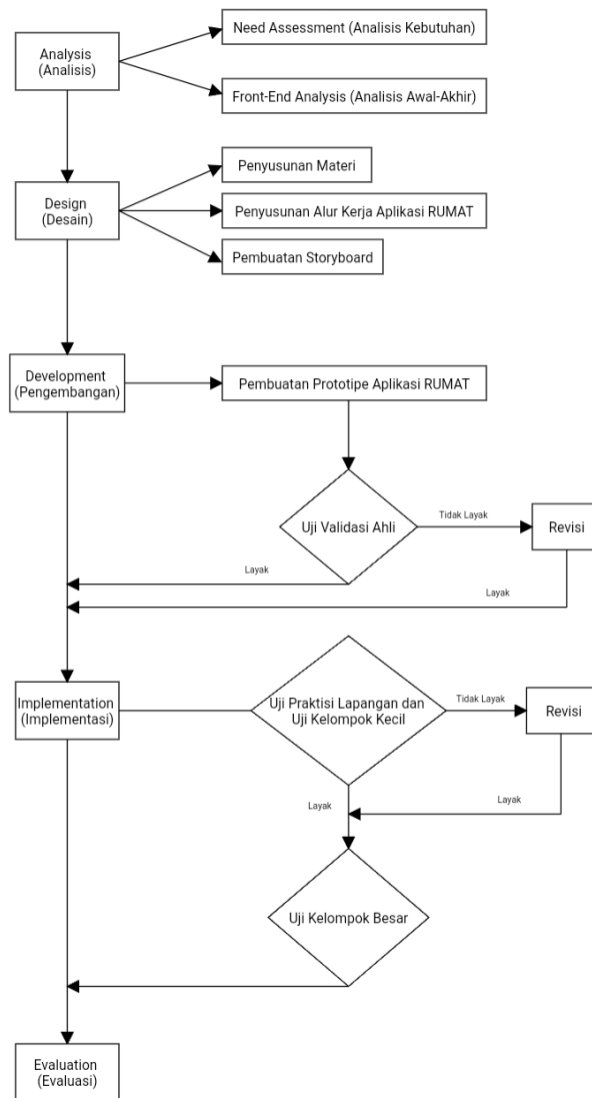 Need Assessment (Analisis Kebutuhan)
Analysis
(Analisis)
Front-End Analysis (Analisis Awal-Akhir)
Penyusunan Materi
Design
(Desain)
Penyusunan Alur Kerja Aplikasi RUMAT
Pembuatan Storyboard
Development
(Pengembangan)
Pembuatan Prototipe Aplikasi RUMAT
Uji Validasi Ahli
Tidak Layak
Revisi
Layak
Layak
Implementation
(Implementasi)
Uji Praktisi Lapangan dan
Uji Kelompok Kecil
Tidak Layak
Revisi
Layak
Layak
Uji Kelompok Besar
Evaluation
(Evaluasi)